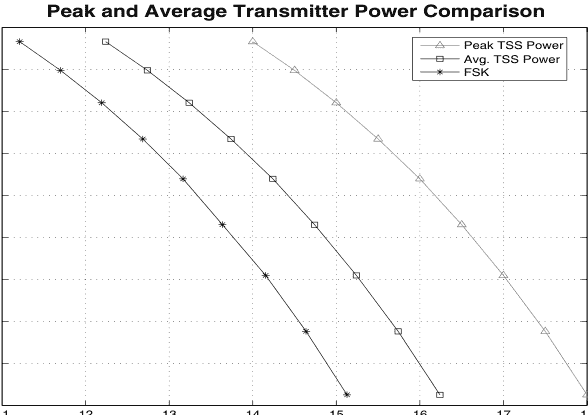 Peak and Average Transmitter Power Comparison
Peak TSS Power
Avg. TSS Power
FSK
12 13 14 15 16 17